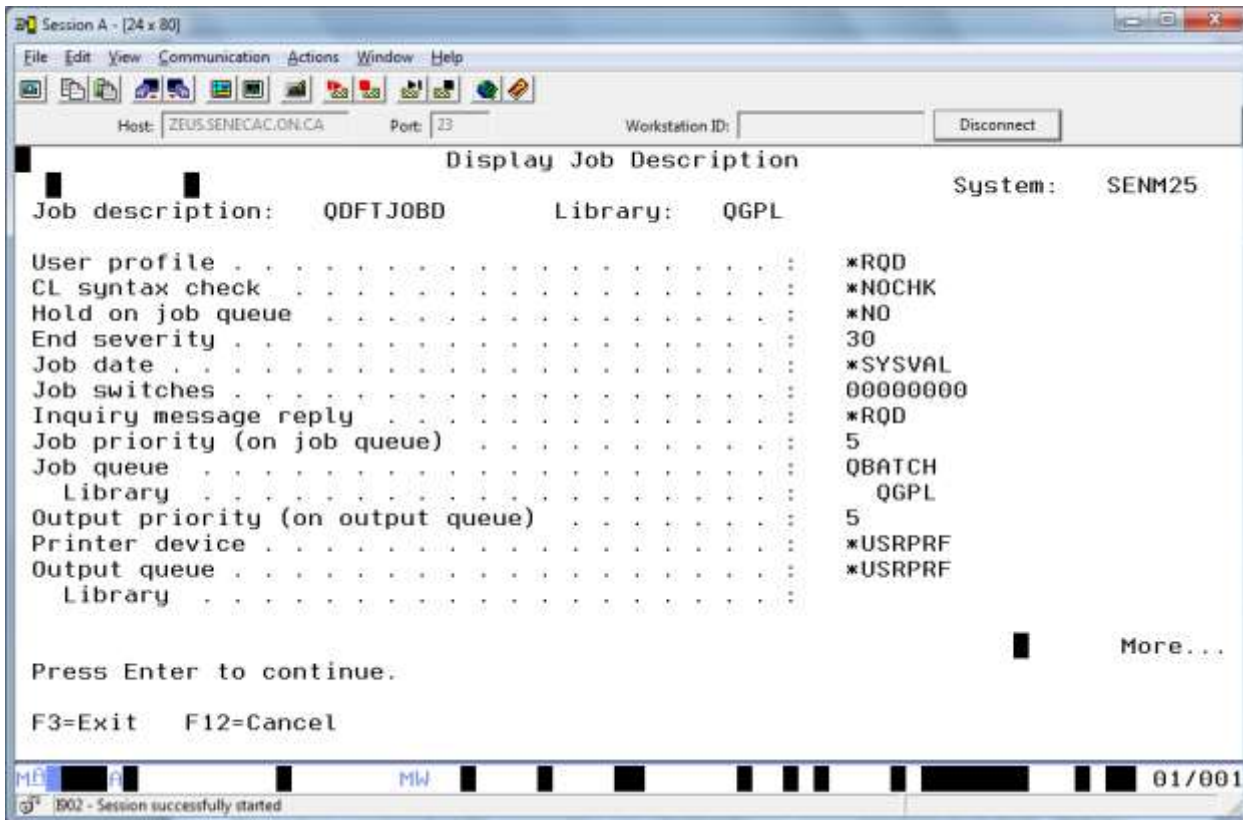 Session A - [24 x 80]
File Edit View Communication Actions Window Help
Host: ZEUS.SENECAC.ON.CA Port: 23 Workstation ID: Disconnect
Display Job Description
System: SENM25
Job description: QDFTJOBD Library: QGPL
User profile . . . . . . . . . . . . . . . . . . : *RQD
CL syntax check . . . . . . . . . . . . . . . . : *NOCHK
Hold on job queue . . . . . . . . . . . . . . . : *NO
End severity . . . . . . . . . . . . . . . . . . : 30
Job date . . . . . . . . . . . . . . . . . . . . : *SYSVAL
Job switches . . . . . . . . . . . . . . . . . . : 00000000
Inquiry message reply . . . . . . . . . . . . . : *RQD
Job priority (on job queue) . . . . . . . . . . : 5
Job queue . . . . . . . . . . . . . . . . . . . : QBATCH
Library . . . . . . . . . . . . . . . . . . . : QGPL
Output priority (on output queue) . . . . . . . : 5
Printer device . . . . . . . . . . . . . . . . . : *USRPRF
Output queue . . . . . . . . . . . . . . . . . . : *USRPRF
Library . . . . . . . . . . . . . . . . . . . :
More...
Press Enter to continue.
F3=Exit F12=Cancel
A MW 01/001
I902 - Session successfully started